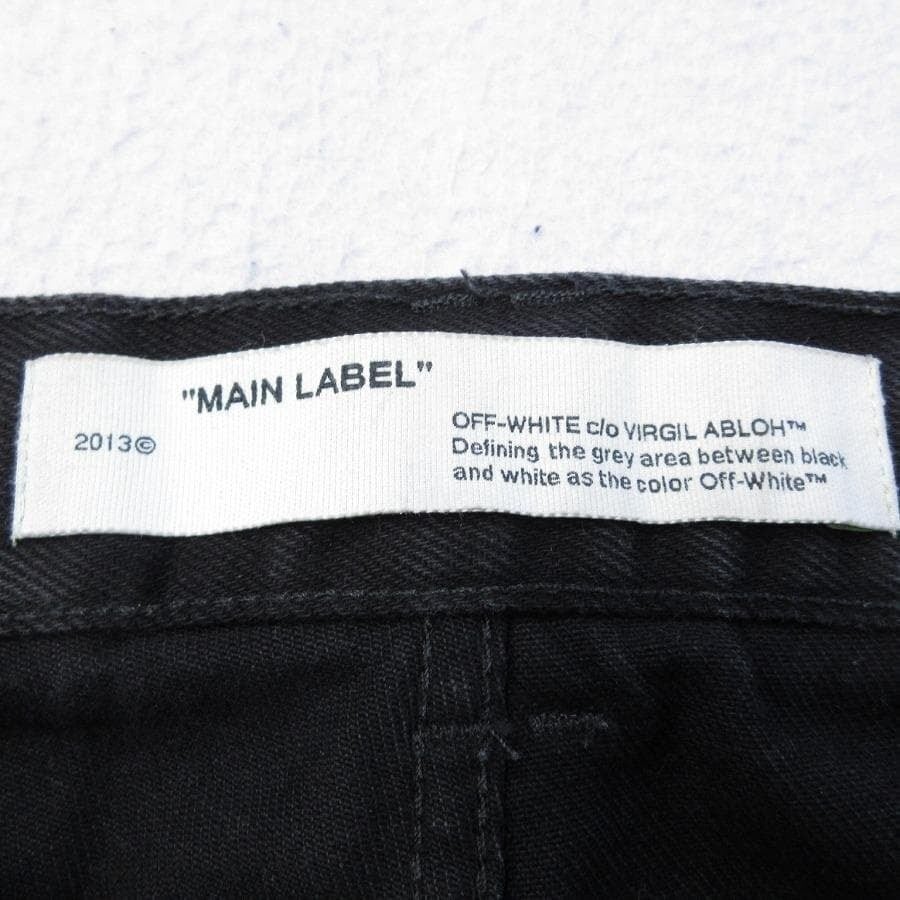 "MAIN LABEL"
2013©
OFF-WHITE c/o VIRGIL ABLOH™
Defining the grey area between black
and white as the color Off-White™